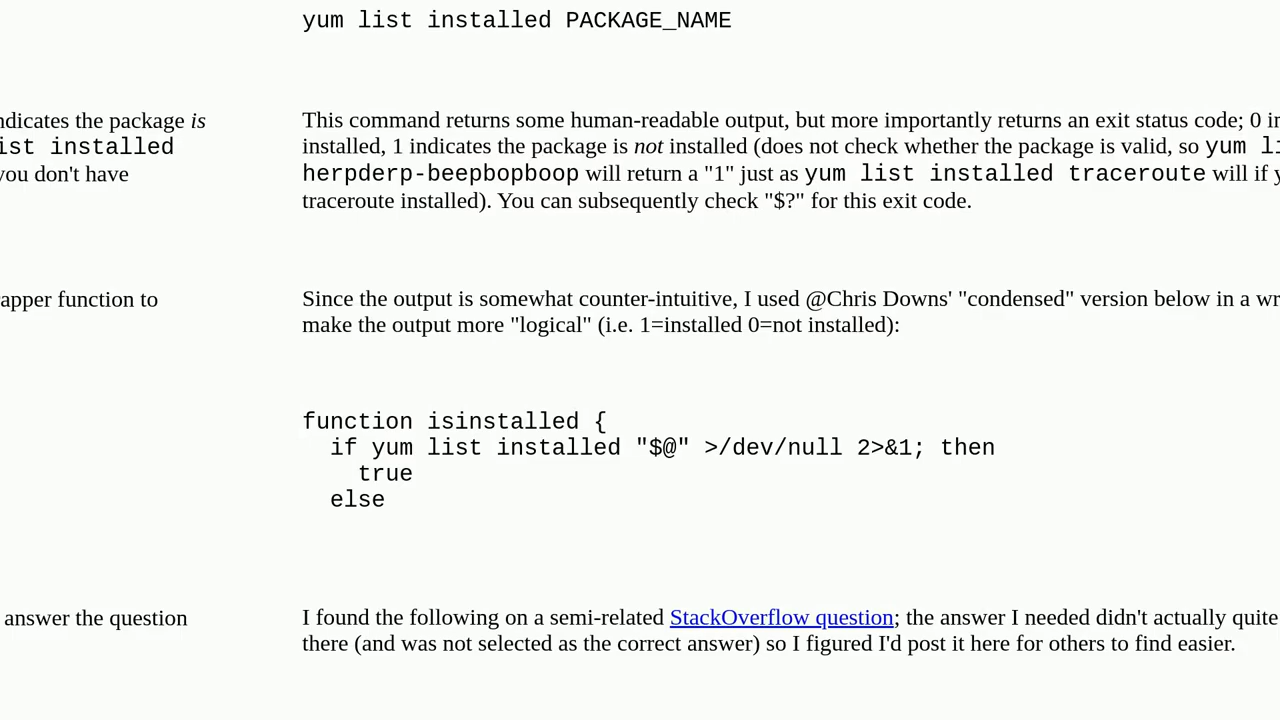 yum list installed PACKAGE_NAME
ndicates the package is
ist installed
you don't have
This command returns some human-readable output, but more importantly returns an exit status code; 0 i
installed, 1 indicates the package is not installed (does not check whether the package is valid, so yum li
herpderp-beepbopboop will return a "1" just as yum list installed traceroute will if y
traceroute installed). You can subsequently check "$?" for this exit code.
apper function to
Since the output is somewhat counter-intuitive, I used @Chris Downs' "condensed" version below in a wr
make the output more "logical" (i.e. 1=installed 0=not installed):
function isinstalled {
  if yum list installed "$@" >/dev/null 2>&1; then
    true
  else
answer the question
I found the following on a semi-related StackOverflow question; the answer I needed didn't actually quite
there (and was not selected as the correct answer) so I figured I'd post it here for others to find easier.